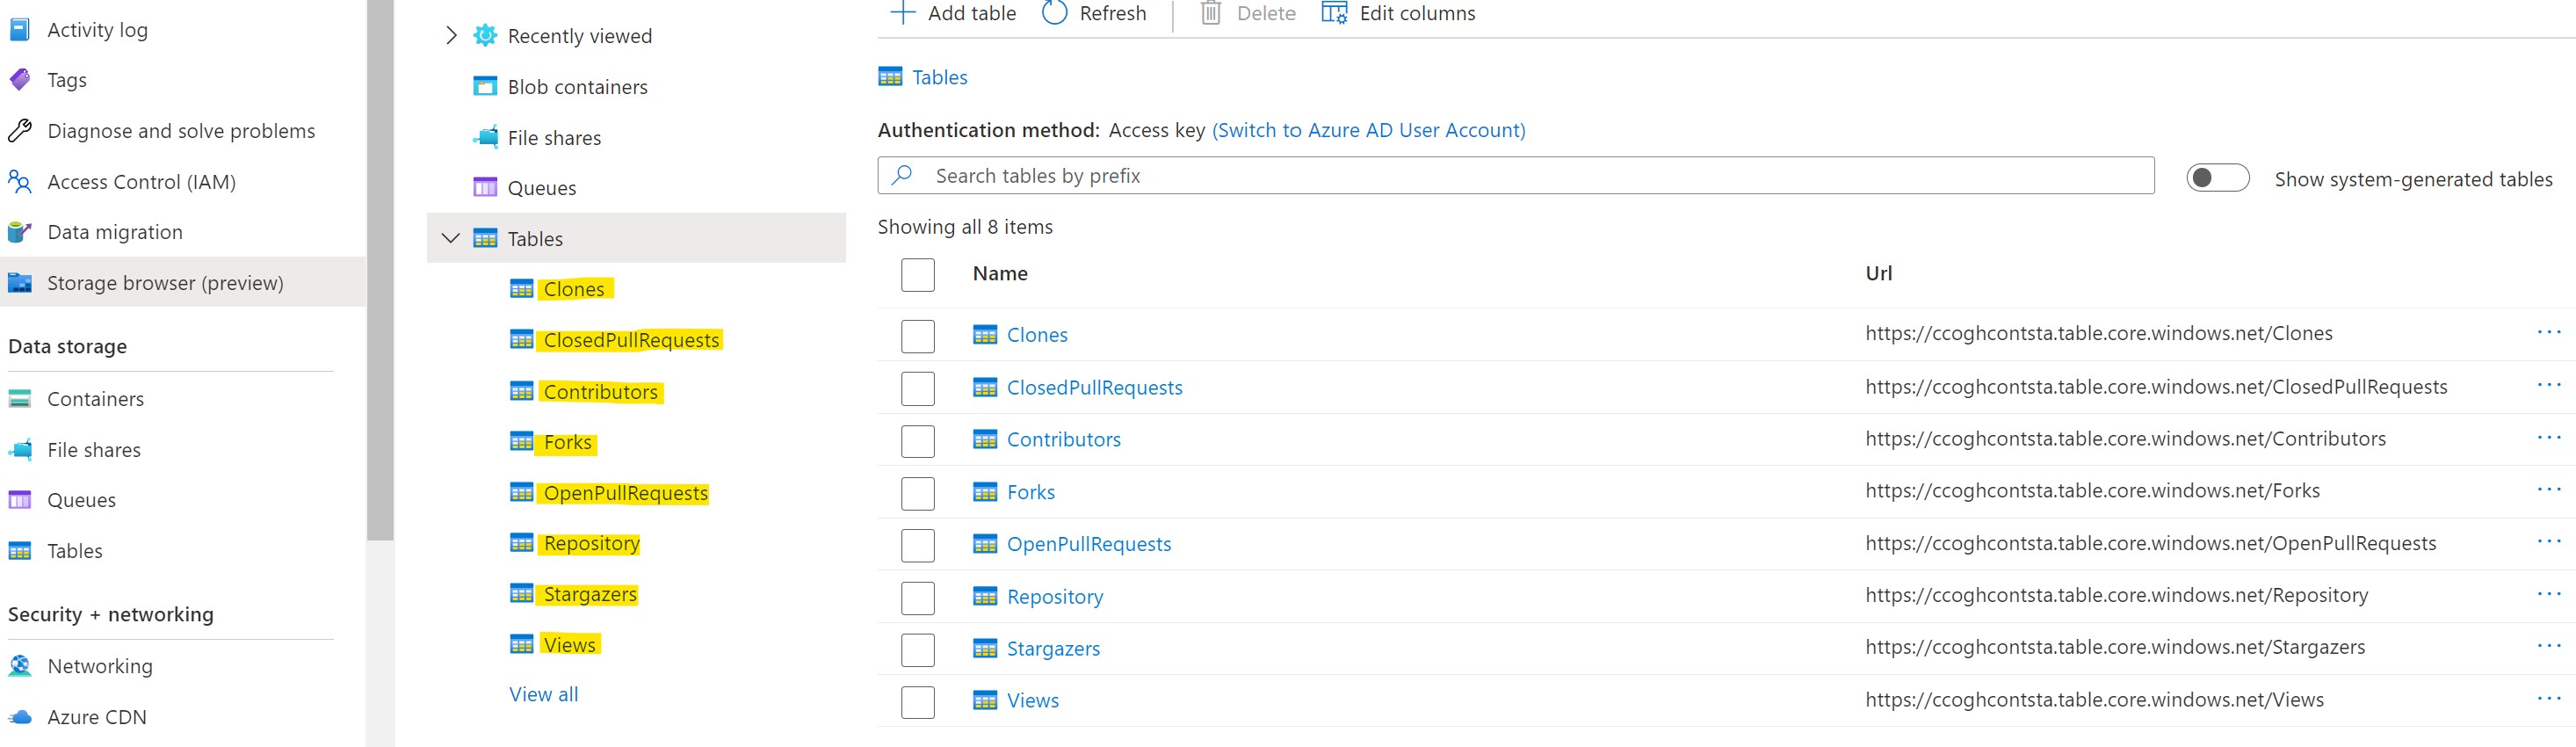 Activity log
Tags
Diagnose and solve problems
Access Control (IAM)
Data migration
Storage browser (preview)
Data storage
Containers
File shares
Queues
Tables
Security + networking
Networking
Azure CDN
Recently viewed
Blob containers
File shares
Queues
Tables
Clones
ClosedPullRequests
Contributors
Forks
OpenPullRequests
Repository
Stargazers
Views
View all
Add table Refresh Delete Edit columns
Tables
Authentication method: Access key (Switch to Azure AD User Account)
Search tables by prefix Show system-generated tables
Showing all 8 items
Name Url
Clones https://ccoghcontsta.table.core.windows.net/Clones ...
ClosedPullRequests https://ccoghcontsta.table.core.windows.net/ClosedPullRequests ...
Contributors https://ccoghcontsta.table.core.windows.net/Contributors ...
Forks https://ccoghcontsta.table.core.windows.net/Forks ...
OpenPullRequests https://ccoghcontsta.table.core.windows.net/OpenPullRequests ...
Repository https://ccoghcontsta.table.core.windows.net/Repository ...
Stargazers https://ccoghcontsta.table.core.windows.net/Stargazers ...
Views https://ccoghcontsta.table.core.windows.net/Views ...